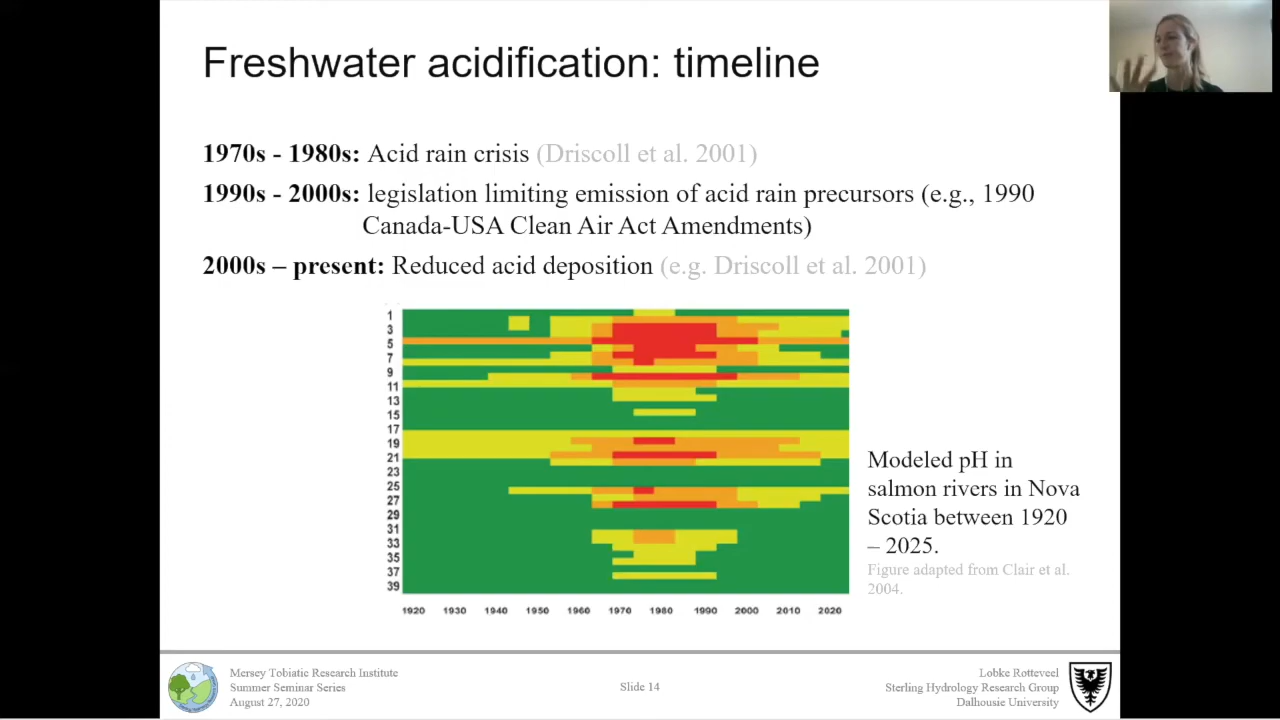 Freshwater acidification: timeline
1970s - 1980s: Acid rain crisis (Driscoll et al. 2001)
1990s - 2000s: legislation limiting emission of acid rain precursors (e.g., 1990
Canada-USA Clean Air Act Amendments)
2000s – present: Reduced acid deposition (e.g. Driscoll et al. 2001)
1
3
5
7
9
11
13
15
17
19
21
23
25
27
29
31
33
35
37
39
1920 1930 1940 1950 1960 1970 1980 1990 2000 2010 2020
Modeled pH in
salmon rivers in Nova
Scotia between 1920
– 2025.
Figure adapted from Clair et al.
2004.
Mersey Tobiatic Research Institute
Summer Seminar Series
August 27, 2020
Slide 14
Lobke Rotteveel
Sterling Hydrology Research Group
Dalhousie University